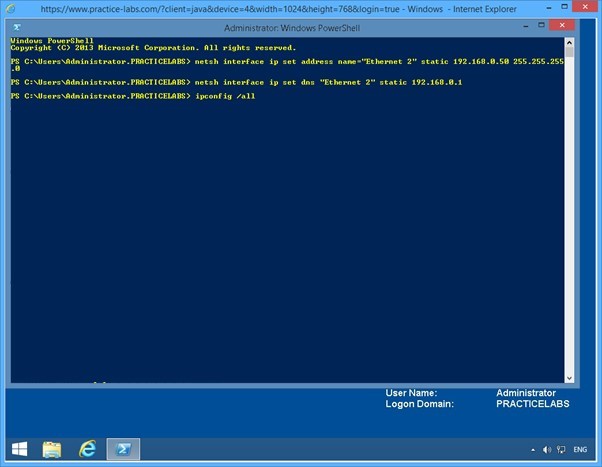 https://www.practice-labs.com/?client=java&device=4&width=1024&height=768&login=true - Windows - Internet Explorer
Administrator: Windows PowerShell
Windows PowerShell
Copyright (C) 2013 Microsoft Corporation. All rights reserved.
PS C:\Users\Administrator.PRACTICELABS> netsh interface ip set address name="Ethernet 2" static 192.168.0.50 255.255.255
.0
PS C:\Users\Administrator.PRACTICELABS> netsh interface ip set dns "Ethernet 2" static 192.168.0.1
PS C:\Users\Administrator.PRACTICELABS> ipconfig /all
User Name: Administrator
Logon Domain: PRACTICELABS
ENG